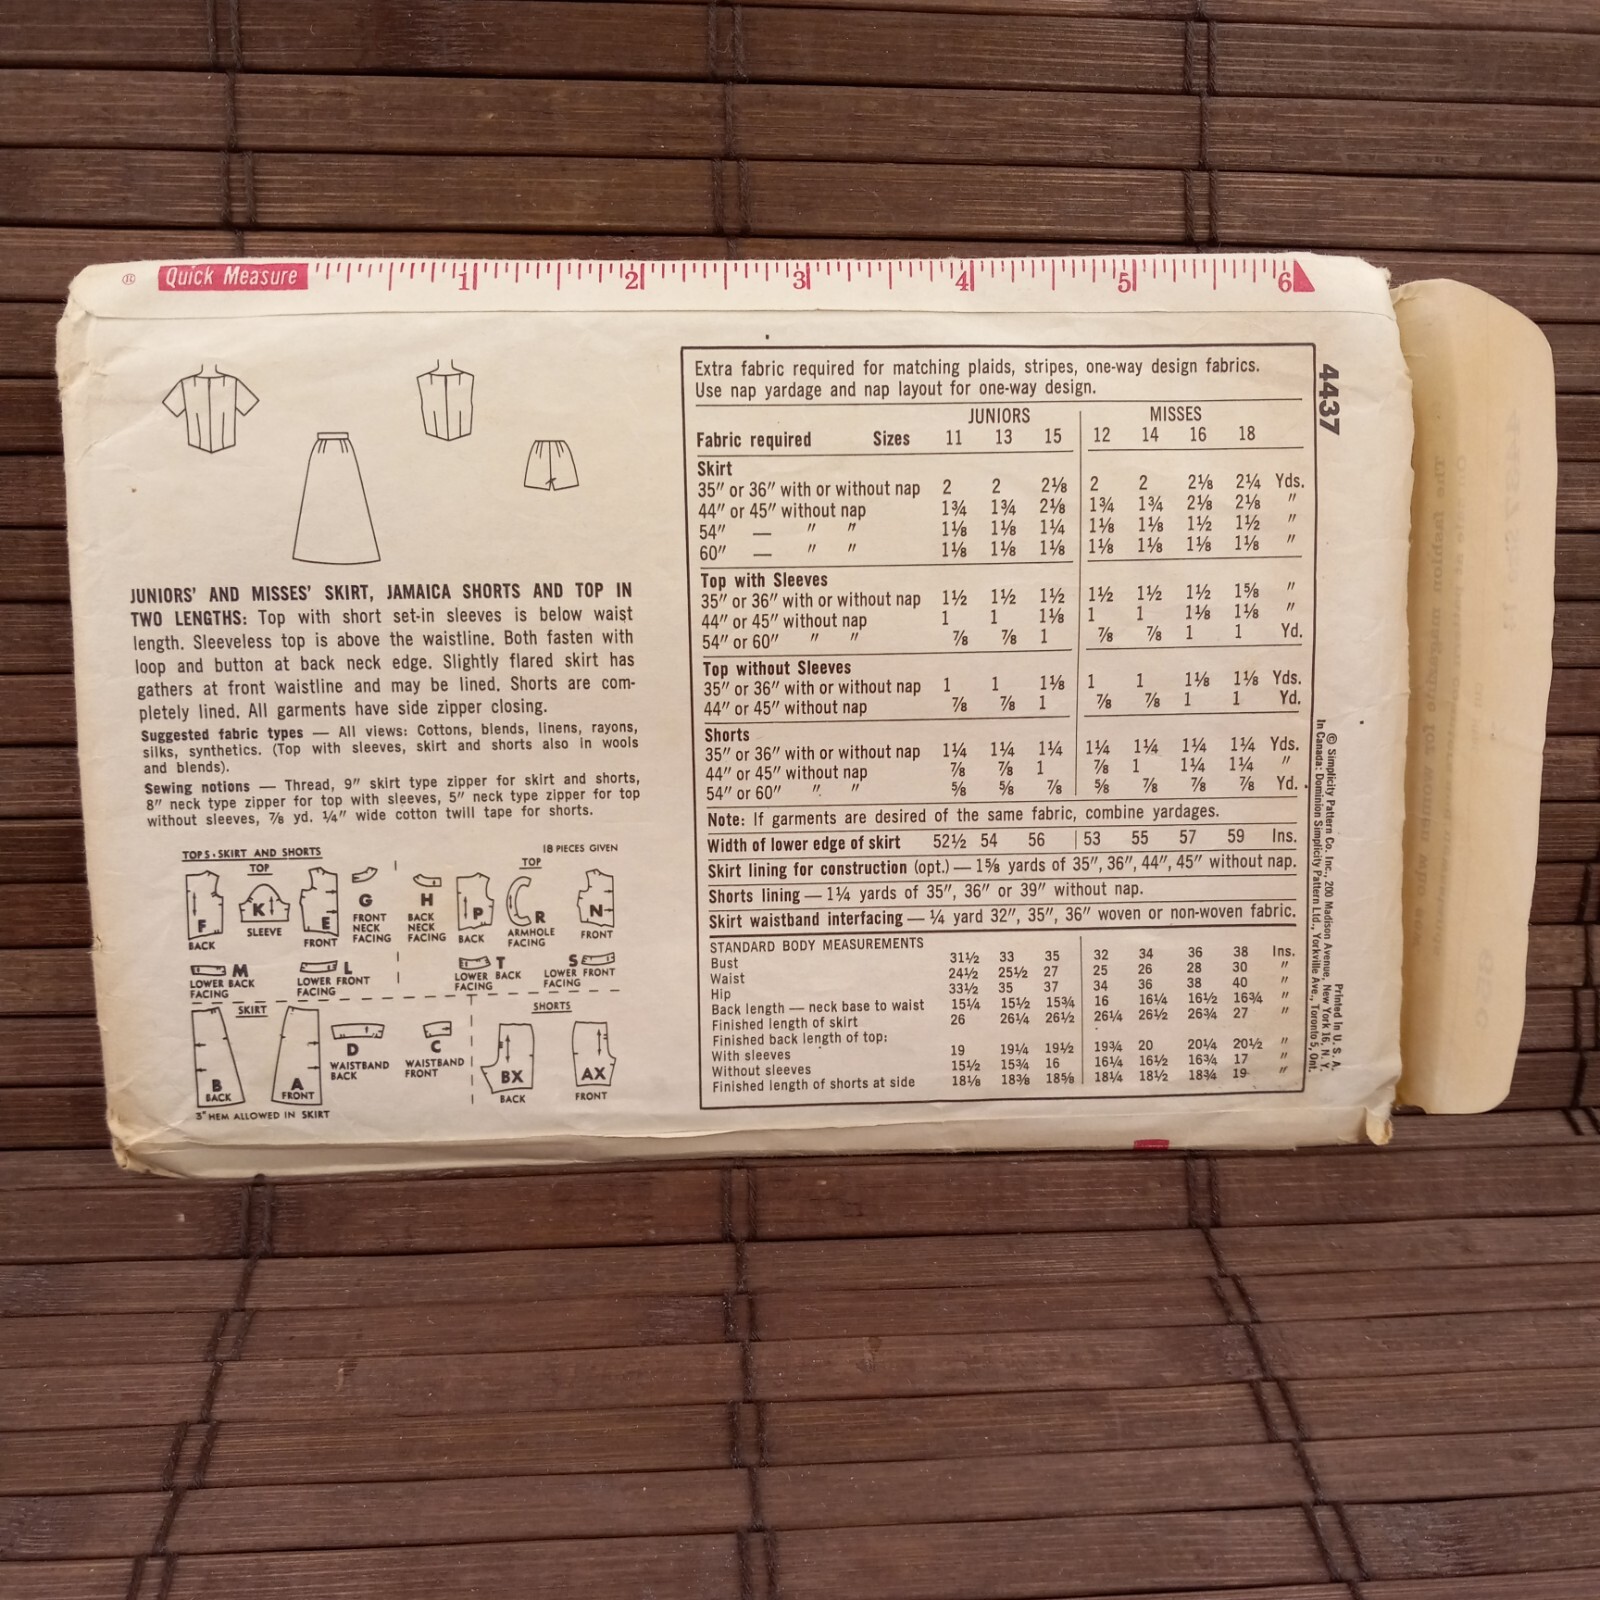 ® Quick Measure 1 2 3 4 5 6
JUNIORS' AND MISSES' SKIRT, JAMAICA SHORTS AND TOP IN
TWO LENGTHS: Top with short set-in sleeves is below waist
length. Sleeveless top is above the waistline. Both fasten with
loop and button at back neck edge. Slightly flared skirt has
gathers at front waistline and may be lined. Shorts are com-
pletely lined. All garments have side zipper closing.
Suggested fabric types — All views: Cottons, blends, linens, rayons,
silks, synthetics. (Top with sleeves, skirt and shorts also in wools
and blends).
Sewing notions — Thread, 9" skirt type zipper for skirt and shorts,
8" neck type zipper for top with sleeves, 5" neck type zipper for top
without sleeves, ⅞ yd. ¼" wide cotton twill tape for shorts.
TOPS-SKIRT AND SHORTS
18 PIECES GIVEN
TOP
TOP
F
BACK
K
SLEEVE
E
FRONT
G
FRONT
NECK
FACING
H
BACK
NECK
FACING
P
BACK
R
ARMHOLE
FACING
N
FRONT
M
LOWER BACK
FACING
L
LOWER FRONT
FACING
T
LOWER BACK
FACING
S
LOWER FRONT
FACING
SKIRT
SHORTS
B
BACK
A
FRONT
D
WAISTBAND
BACK
C
WAISTBAND
FRONT
BX
BACK
AX
FRONT
3" HEM ALLOWED IN SKIRT
Extra fabric required for matching plaids, stripes, one-way design fabrics.
Use nap yardage and nap layout for one-way design.
JUNIORS MISSES
Fabric required Sizes 11 13 15 12 14 16 18
Skirt
35" or 36" with or without nap 2 2 2⅛ 2 2 2⅛ 2¼ Yds.
44" or 45" without nap 1¾ 1¾ 2⅛ 1¾ 1¾ 2⅛ 2⅛ "
54" — " " 1⅛ 1⅛ 1¼ 1⅛ 1⅛ 1½ 1½ "
60" — " " 1⅛ 1⅛ 1⅛ 1⅛ 1⅛ 1⅛ 1⅛ "
Top with Sleeves
35" or 36" with or without nap 1½ 1½ 1½ 1½ 1½ 1½ 1⅝ "
44" or 45" without nap 1 1 1⅛ 1 1 1⅛ 1⅛ "
54" or 60" " " ⅞ ⅞ 1 ⅞ ⅞ 1 1 Yd.
Top without Sleeves
35" or 36" with or without nap 1 1 1⅛ 1 1 1⅛ 1⅛ Yds.
44" or 45" without nap ⅞ ⅞ 1 ⅞ ⅞ 1 1 Yd.
Shorts
35" or 36" with or without nap 1¼ 1¼ 1¼ 1¼ 1¼ 1¼ 1¼ Yds.
44" or 45" without nap ⅞ ⅞ 1 ⅞ 1 1¼ 1¼ "
54" or 60" " " ⅝ ⅝ ⅞ ⅝ ⅞ ⅞ ⅞ Yd.
Note: If garments are desired of the same fabric, combine yardages.
Width of lower edge of skirt 52½ 54 56 53 55 57 59 Ins.
Skirt lining for construction (opt.) — 1⅝ yards of 35", 36", 44", 45" without nap.
Shorts lining — 1¼ yards of 35", 36" or 39" without nap.
Skirt waistband interfacing — ¼ yard 32", 35", 36" woven or non-woven fabric.
STANDARD BODY MEASUREMENTS
Bust 31½ 33 35 32 34 36 38 Ins.
Waist 24½ 25½ 27 25 26 28 30 "
Hip 33½ 35 37 34 36 38 40 "
Back length — neck base to waist 15¼ 15½ 15¾ 16 16¼ 16½ 16¾ "
Finished length of skirt 26 26¼ 26½ 26¼ 26½ 26¾ 27 "
Finished back length of top:
With sleeves 19 19¼ 19½ 19¾ 20 20¼ 20½ "
Without sleeves 15½ 15¾ 16 16¼ 16½ 16¾ 17 "
Finished length of shorts at side 18⅛ 18⅜ 18⅝ 18¼ 18½ 18¾ 19 "
4437
Printed in U. S. A.
© Simplicity Pattern Co. Inc., 200 Madison Avenue, New York 16, N. Y.
In Canada: Dominion Simplicity Pattern Ltd., Yorkville Ave., Toronto 5, Ont.